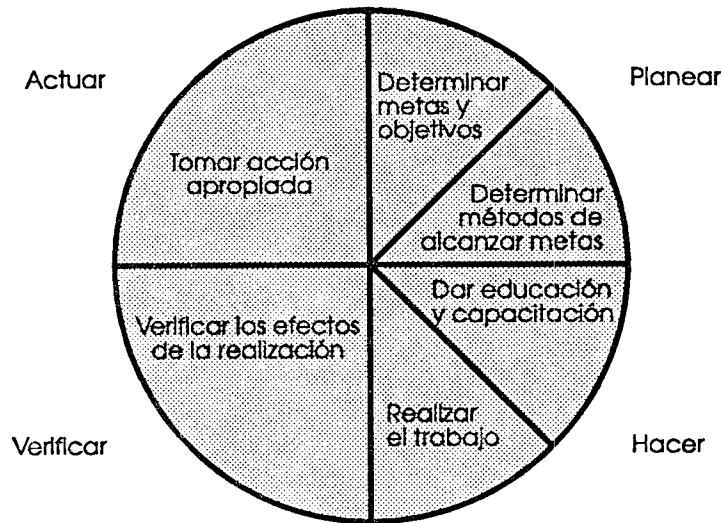 Actuar
Planear
Determinar
metas y
objetivos
Tomar acción
apropiada
Determinar
métodos de
alcanzar metas
Dar educación
y capacitación
Verificar los efectos
de la realización
Realizar
el trabajo
Verificar
Hacer